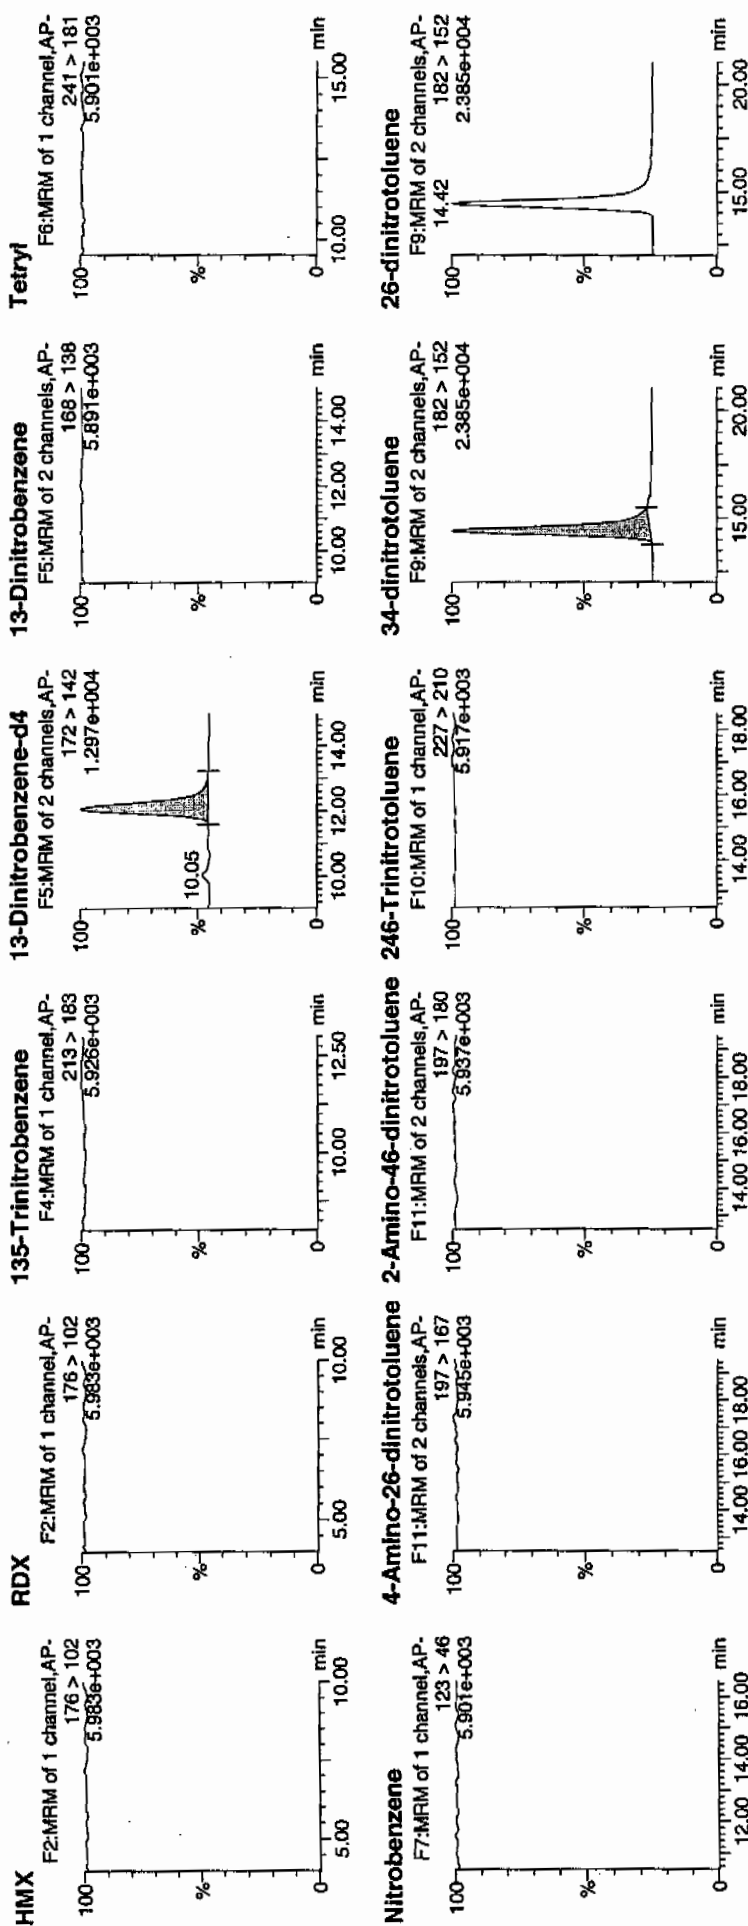 HMX
F2:MRM of 1 channel,AP-
176 > 102
5.983e+003
100
%
0
5.00
10.00
min
RDX
F2:MRM of 1 channel,AP-
176 > 102
5.983e+003
100
%
0
5.00
10.00
min
135-Trinitrobenzene
F4:MRM of 1 channel,AP-
213 > 183
5.926e+003
100
%
0
10.00
12.50
min
13-Dinitrobenzene-d4
F5:MRM of 2 channels,AP-
172 > 142
1.297e+004
100
%
10.05
0
10.00
12.00
14.00
min
13-Dinitrobenzene
F5:MRM of 2 channels,AP-
168 > 138
5.891e+003
100
%
0
10.00
12.00
14.00
min
Tetryl
F6:MRM of 1 channel,AP-
241 > 181
5.901e+003
100
%
0
10.00
15.00
min
Nitrobenzene
F7:MRM of 1 channel,AP-
123 > 46
5.901e+003
100
%
0
12.00
14.00
16.00
min
4-Amino-26-dinitrotoluene
F11:MRM of 2 channels,AP-
197 > 167
5.945e+003
100
%
0
14.00
16.00
18.00
min
2-Amino-46-dinitrotoluene
F11:MRM of 2 channels,AP-
197 > 180
5.937e+003
100
%
0
14.00
16.00
18.00
min
246-Trinitrotoluene
F10:MRM of 1 channel,AP-
227 > 210
5.917e+003
100
%
0
14.00
16.00
18.00
min
34-dinitrotoluene
F9:MRM of 2 channels,AP-
182 > 152
2.385e+004
100
%
0
15.00
20.00
min
26-dinitrotoluene
F9:MRM of 2 channels,AP-
182 > 152
2.385e+004
14.42
100
%
0
15.00
20.00
min